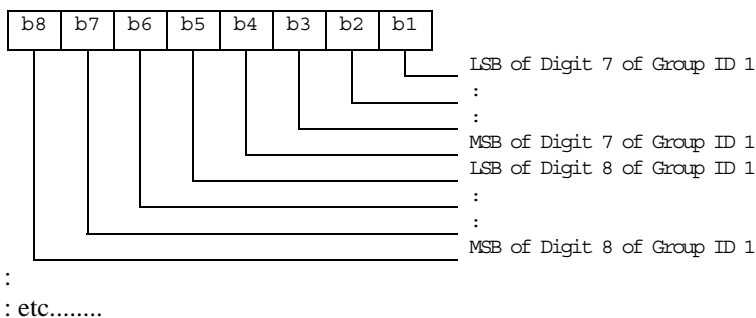 b8 b7 b6 b5 b4 b3 b2 b1
LSB of Digit 7 of Group ID 1
:
:
MSB of Digit 7 of Group ID 1
LSB of Digit 8 of Group ID 1
:
:
MSB of Digit 8 of Group ID 1
:
: etc........